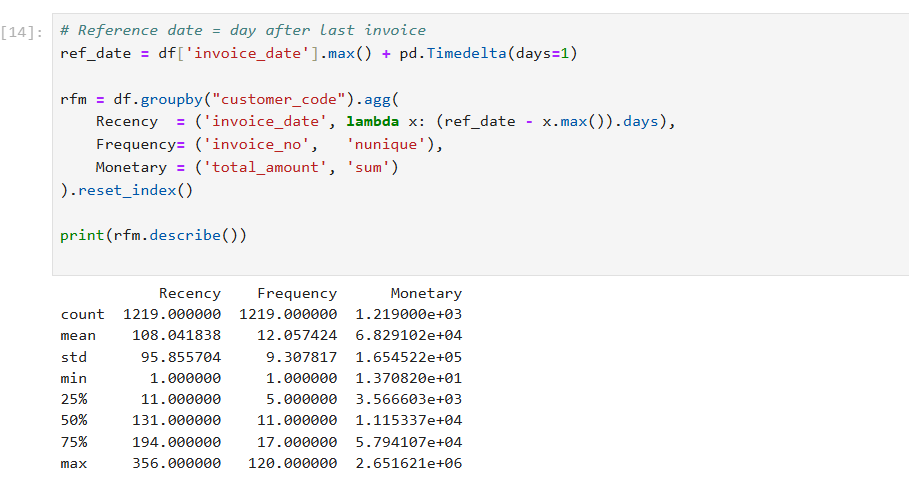 [14]: # Reference date = day after last invoice
ref_date = df['invoice_date'].max() + pd.Timedelta(days=1)
rfm = df.groupby("customer_code").agg(
    Recency  = ('invoice_date', lambda x: (ref_date - x.max()).days),
    Frequency= ('invoice_no',   'nunique'),
    Monetary = ('total_amount', 'sum')
).reset_index()
print(rfm.describe())
           Recency    Frequency      Monetary
count  1219.000000  1219.000000  1.219000e+03
mean    108.041838    12.057424  6.829102e+04
std      95.855704     9.307817  1.654522e+05
min       1.000000     1.000000  1.370820e+01
25%      11.000000     5.000000  3.566603e+03
50%     131.000000    11.000000  1.115337e+04
75%     194.000000    17.000000  5.794107e+04
max     356.000000   120.000000  2.651621e+06